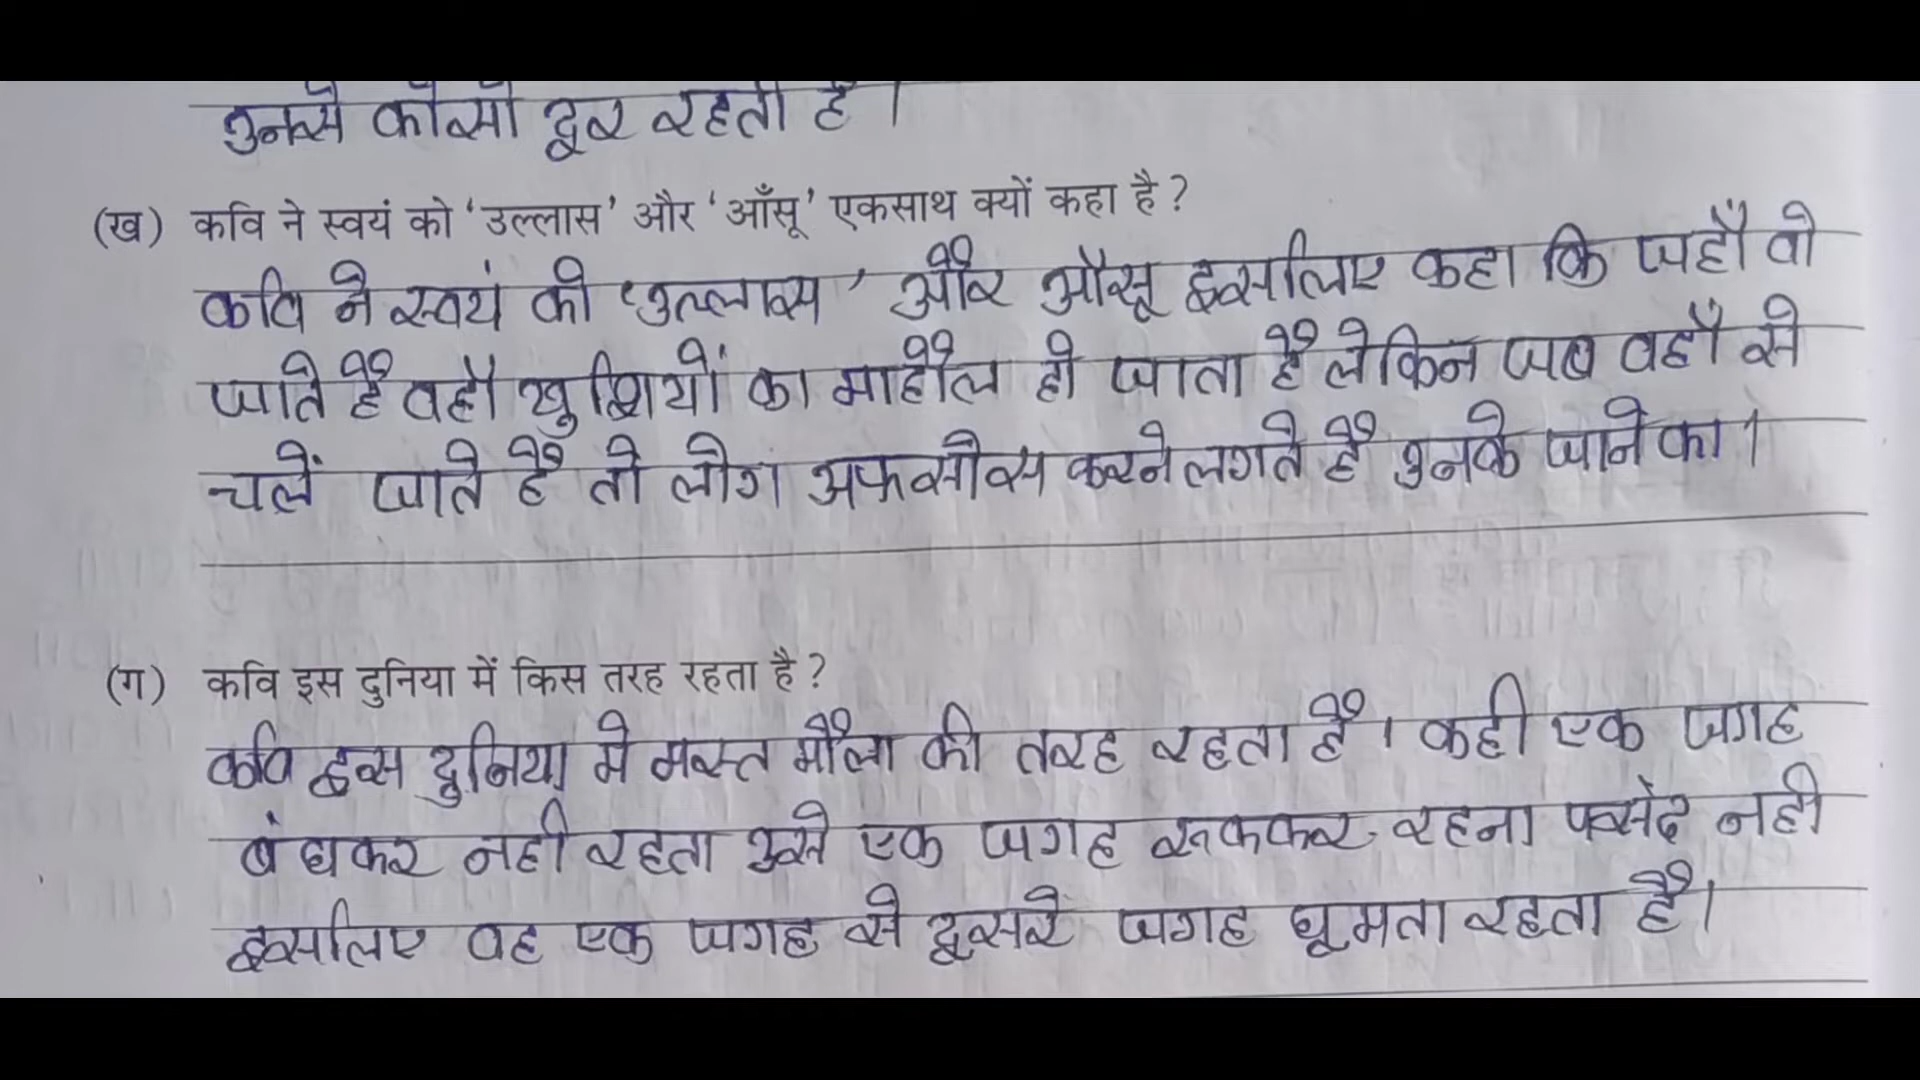 उनसे कोसो दूर रहती है ।
(ख) कवि ने स्वयं को 'उल्लास' और 'आँसू' एकसाथ क्यों कहा है ?
कवि ने स्वयं को 'उल्लास' और आँसू इसलिए कहा कि जहाँ वो
जाते हैं वहाँ खुशियों का माहौल हो जाता है लेकिन जब वहाँ से
चलें जाते हैं तो लोग अफसोस करने लगते है उनके जाने का ।
(ग) कवि इस दुनिया में किस तरह रहता है ?
कवि इस दुनिया मे मस्त मौला की तरह रहता है । कही एक जगह
बंधकर नही रहता उसे एक जगह रूककर रहना पसंद नही
इसलिए वह एक जगह से दूसरे जगह घूमता रहता है ।